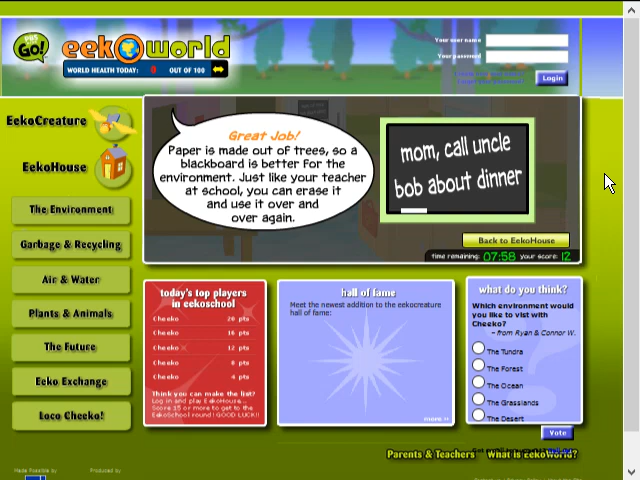 PBS
KIDS
Go!
eekoworld
WORLD HEALTH TODAY: 0 OUT OF 100
Your user name
Your password
Login
EekoCreature
EekoHouse
The Environment
Garbage & Recycling
Air & Water
Plants & Animals
The Future
Eeko Exchange
Loco Cheeko!
Great Job!
Paper is made out of trees, so a
blackboard is better for the
environment. Just like your teacher
at school, you can erase it
and use it over and
over again.
mom, call uncle
bob about dinner
Back to EekoHouse
time remaining: 07:58 your score: 12
today's top players
in eekoschool
Cheeko 20 pts
Cheeko 16 pts
Cheeko 12 pts
Cheeko 8 pts
Cheeko 4 pts
Think you can make the list?
Log in and play EekoHouse...
Score 15 or more to get to the
EekoSchool round! GOOD LUCK!!
hall of fame
Meet the newest addition to the eekocreature
hall of fame:
more
what do you think?
Which environment would
you like to vist with
Cheeko?
- from Ryan & Connor W.
The Tundra
The Forest
The Ocean
The Grasslands
The Desert
Vote
Parents & Teachers
What is eekoworld?
Made Possible by
Produced by